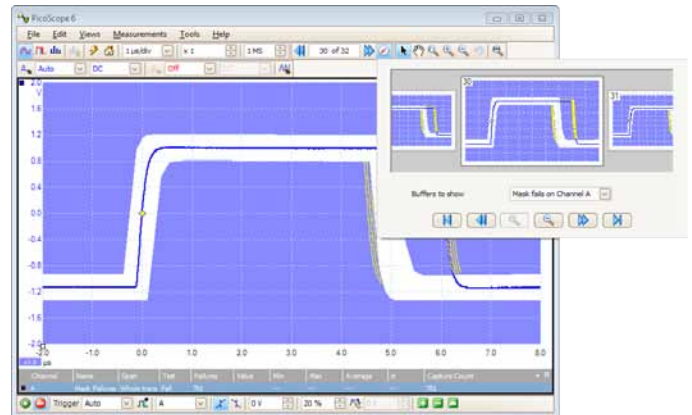 PicoScope 6
File Edit Views Measurements Tools Help
1 µs/div x 1 1 MS 30 of 32
A Auto DC Off
30
31
Buffers to show Mask fails on Channel A
2.0
V
1.6
1.2
0.8
0.4
0.0
-0.4
-0.8
-1.2
-1.6
-2.0
-2.0 -1.0 0.0 1.0 2.0 3.0 4.0 5.0 6.0 7.0 8.0
µs
Channel Name Span Test Failures Value Min Max Average σ Capture Count
A Mask Failures Whole trace Fail
Trigger Auto A 0 V 20 %